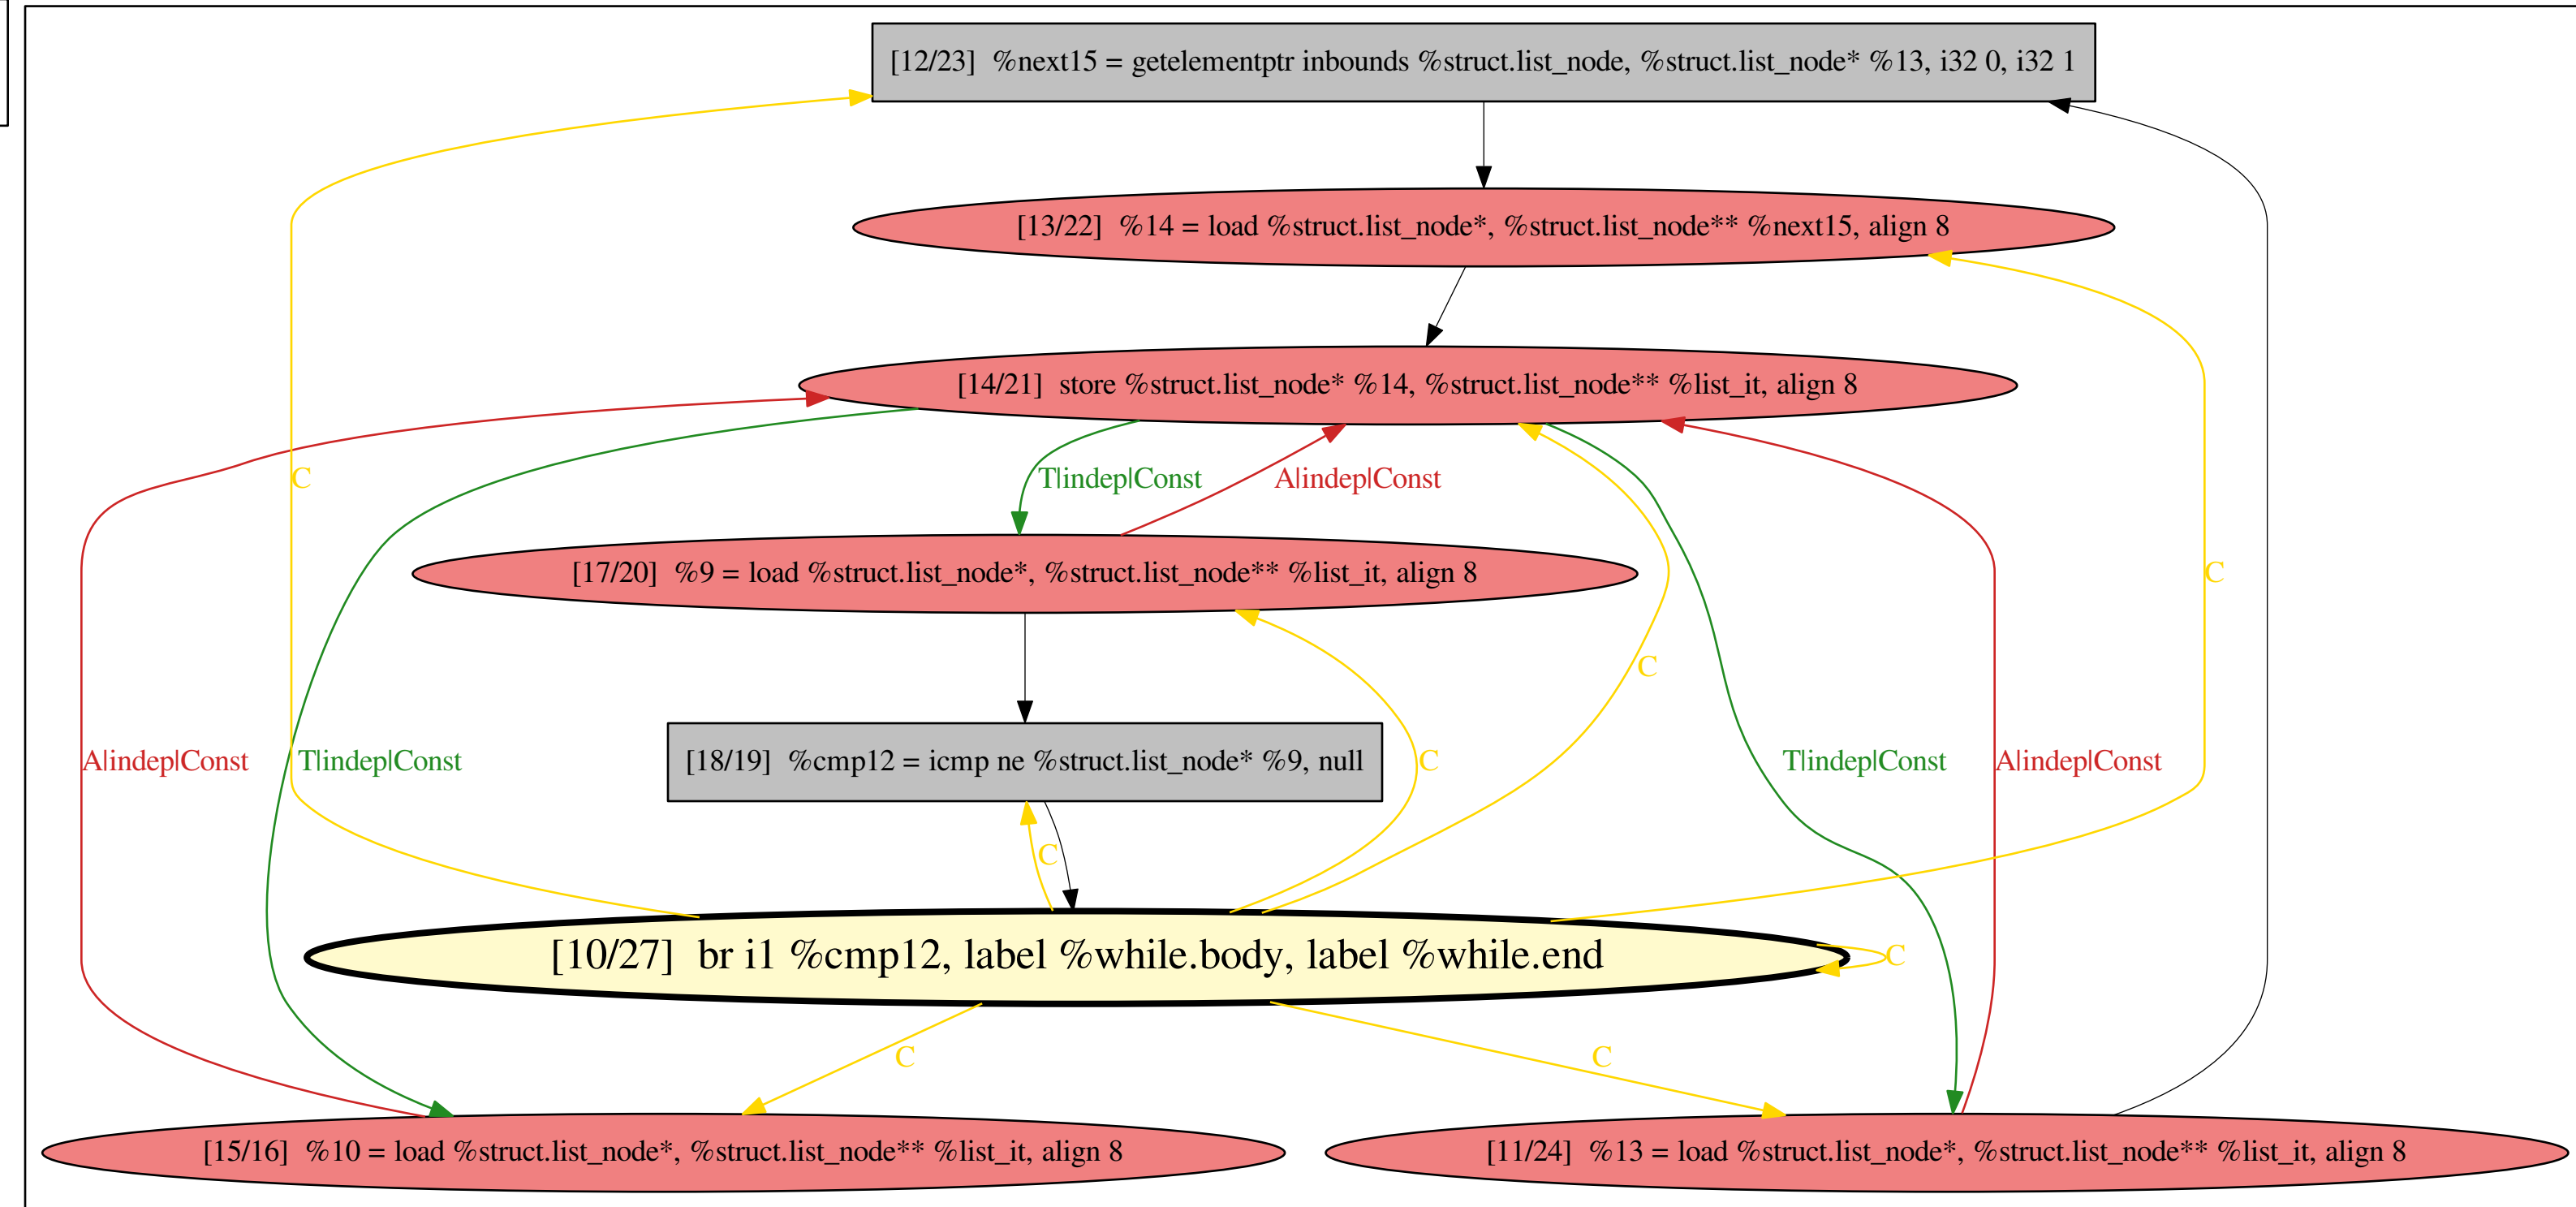 [12/23]  %next15 = getelementptr inbounds %struct.list_node, %struct.list_node* %13, i32 0, i32 1
[13/22]  %14 = load %struct.list_node*, %struct.list_node** %next15, align 8
[14/21]  store %struct.list_node* %14, %struct.list_node** %list_it, align 8
C
T|indep|Const
A|indep|Const
[17/20]  %9 = load %struct.list_node*, %struct.list_node** %list_it, align 8
C
C
A|indep|Const
T|indep|Const
[18/19]  %cmp12 = icmp ne %struct.list_node* %9, null
C
T|indep|Const
A|indep|Const
C
[10/27]  br i1 %cmp12, label %while.body, label %while.end
C
C
C
[15/16]  %10 = load %struct.list_node*, %struct.list_node** %list_it, align 8
[11/24]  %13 = load %struct.list_node*, %struct.list_node** %list_it, align 8